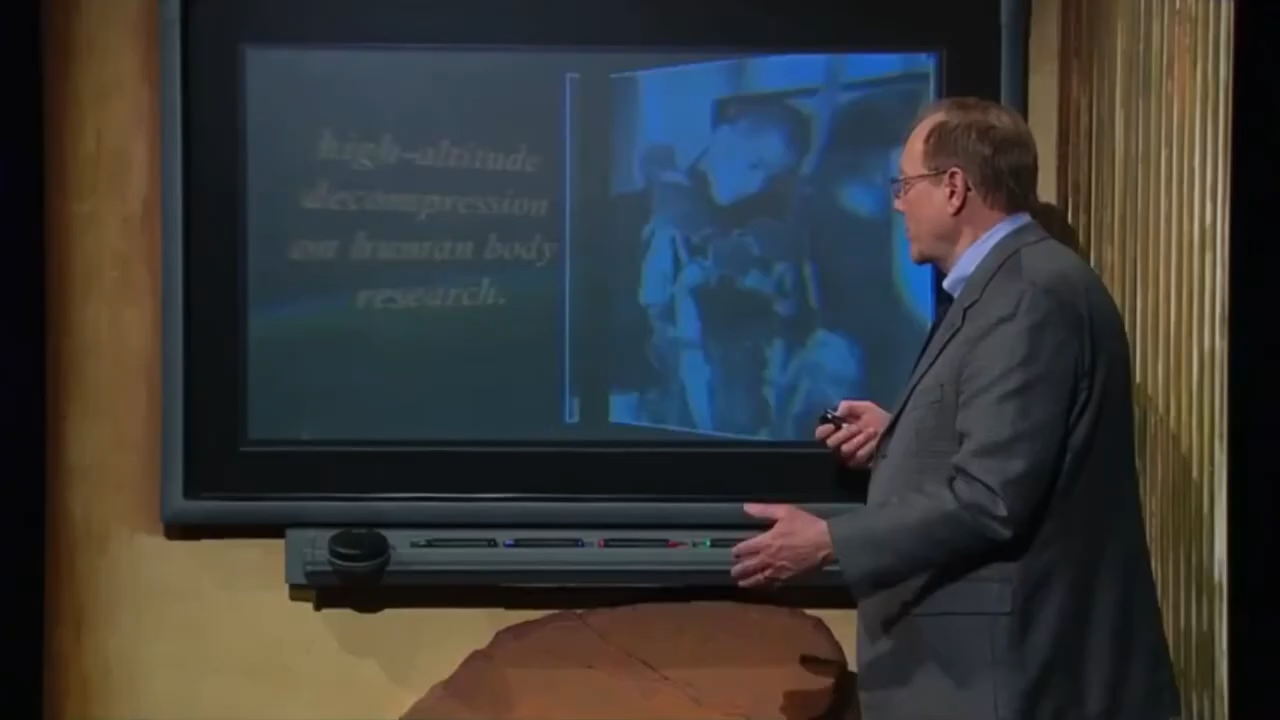 high-altitude
decompression
on human body
research.